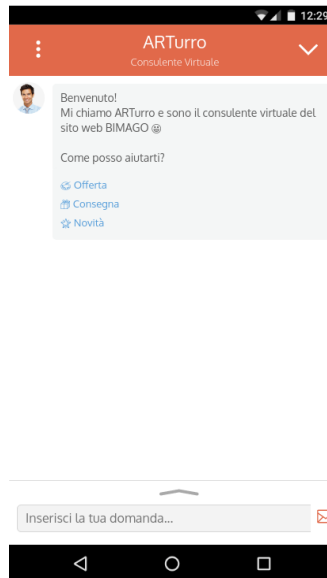 12:29
ARTurro
Consulente Virtuale
Benvenuto!
Mi chiamo ARTurro e sono il consulente virtuale del
sito web BIMAGO
Come posso aiutarti?
Offerta
Consegna
Novità
Inserisci la tua domanda...